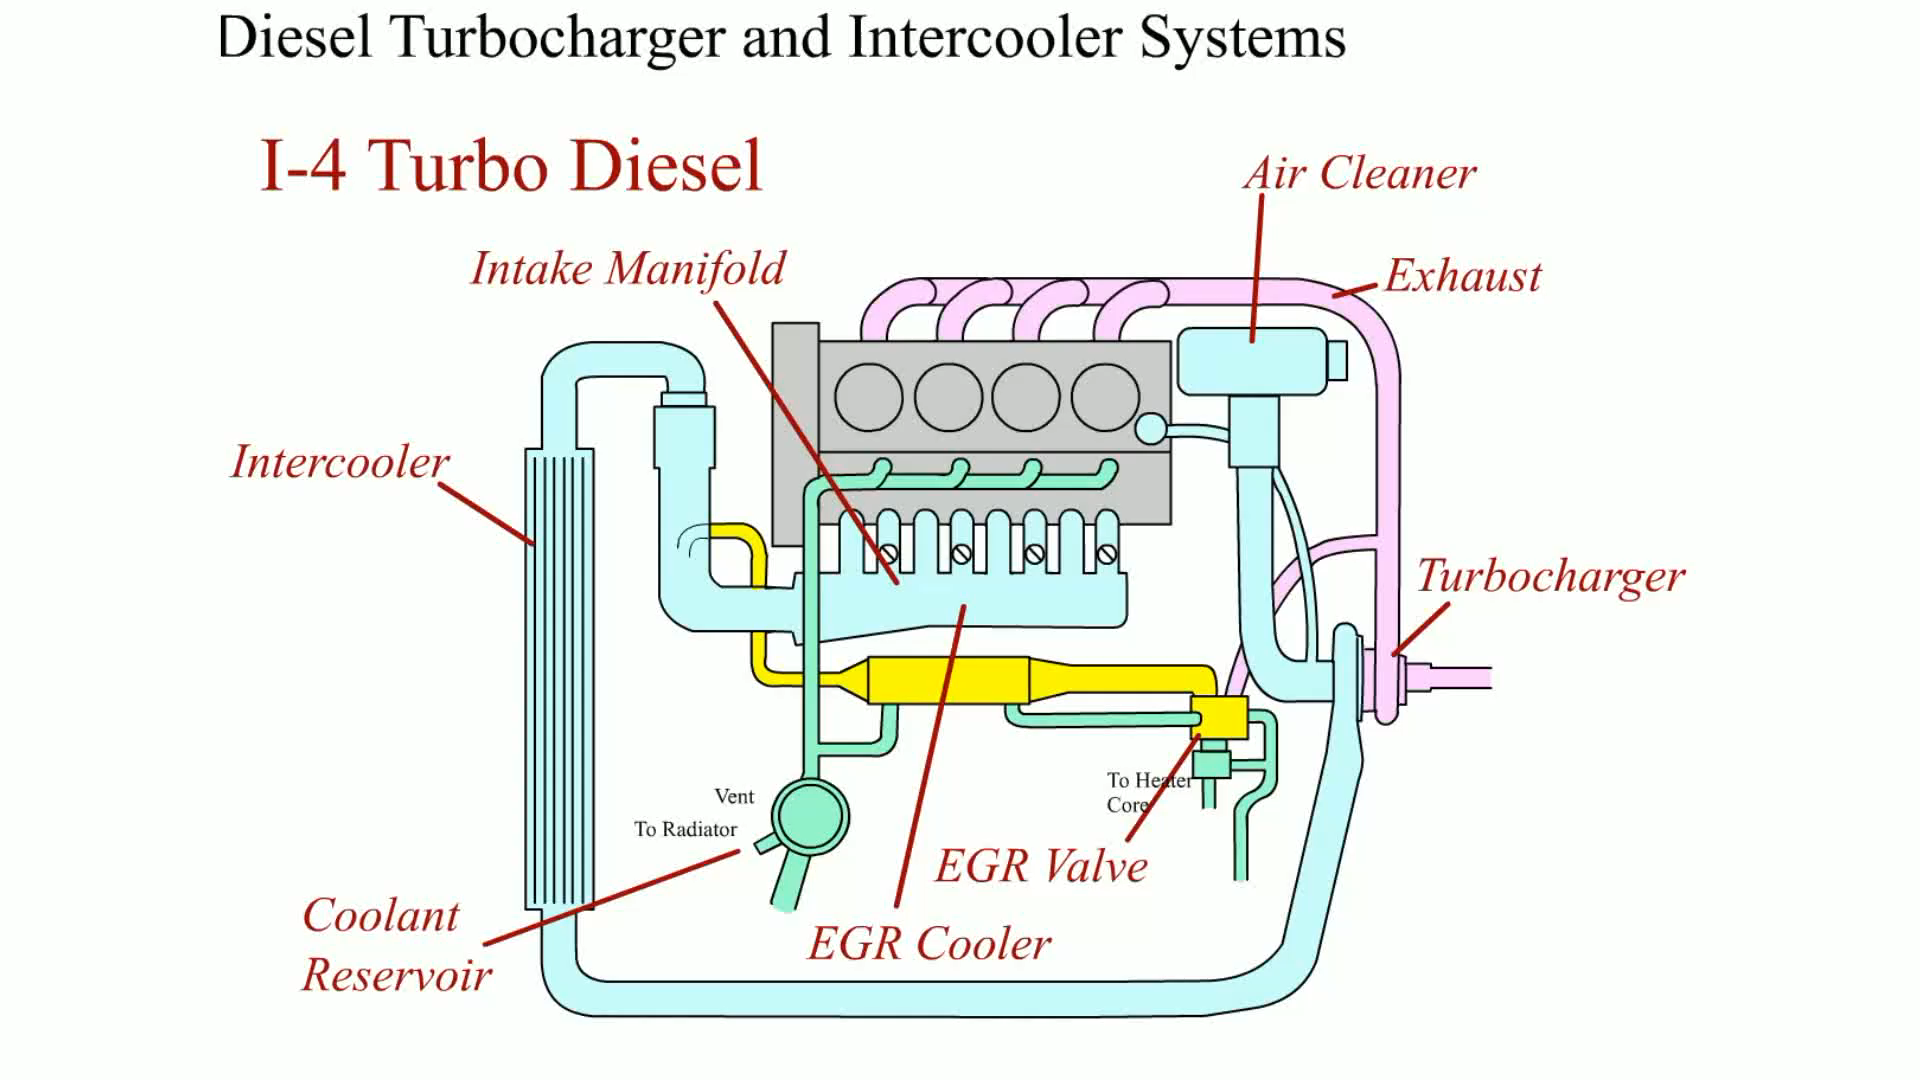 Diesel Turbocharger and Intercooler Systems
I-4 Turbo Diesel
Air Cleaner
Intake Manifold
Exhaust
Intercooler
Turbocharger
To Heater
Core
Vent
To Radiator
EGR Valve
Coolant
Reservoir
EGR Cooler